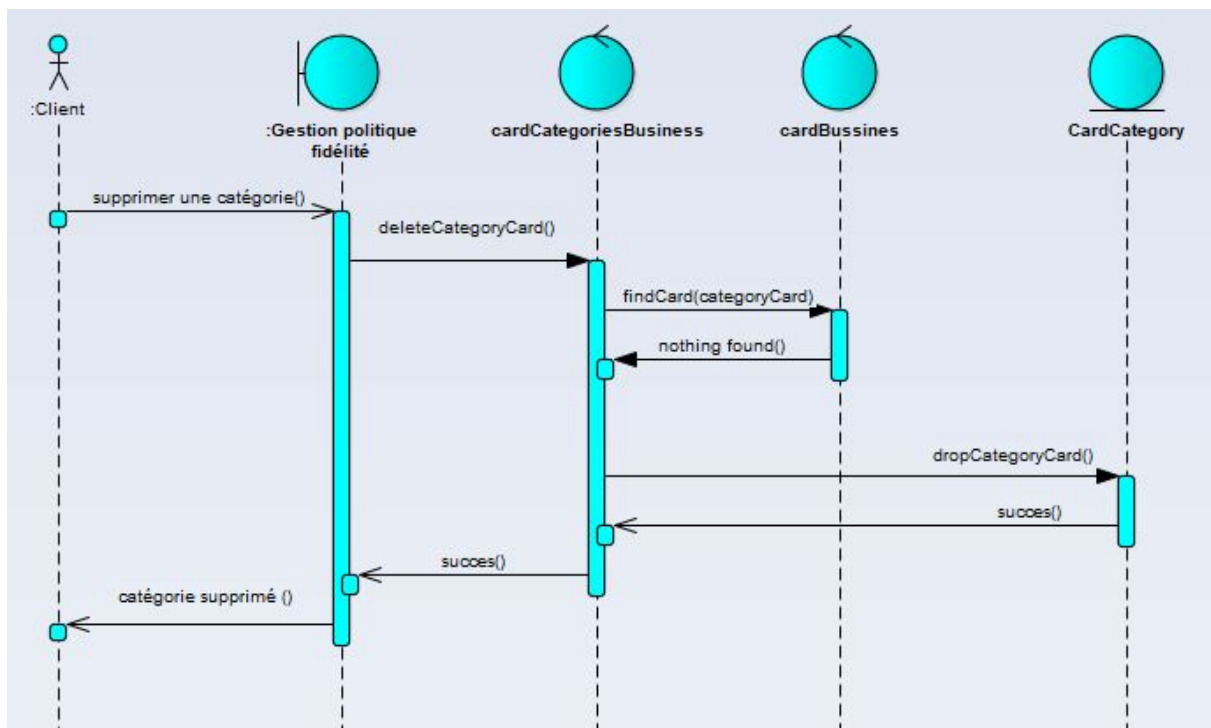 :Client
:Gestion politique
fidélité
cardCategoriesBusiness
cardBussines
CardCategory
supprimer une catégorie()
deleteCategoryCard()
findCard(categoryCard)
nothing found()
dropCategoryCard()
succes()
succes()
catégorie supprimé ()